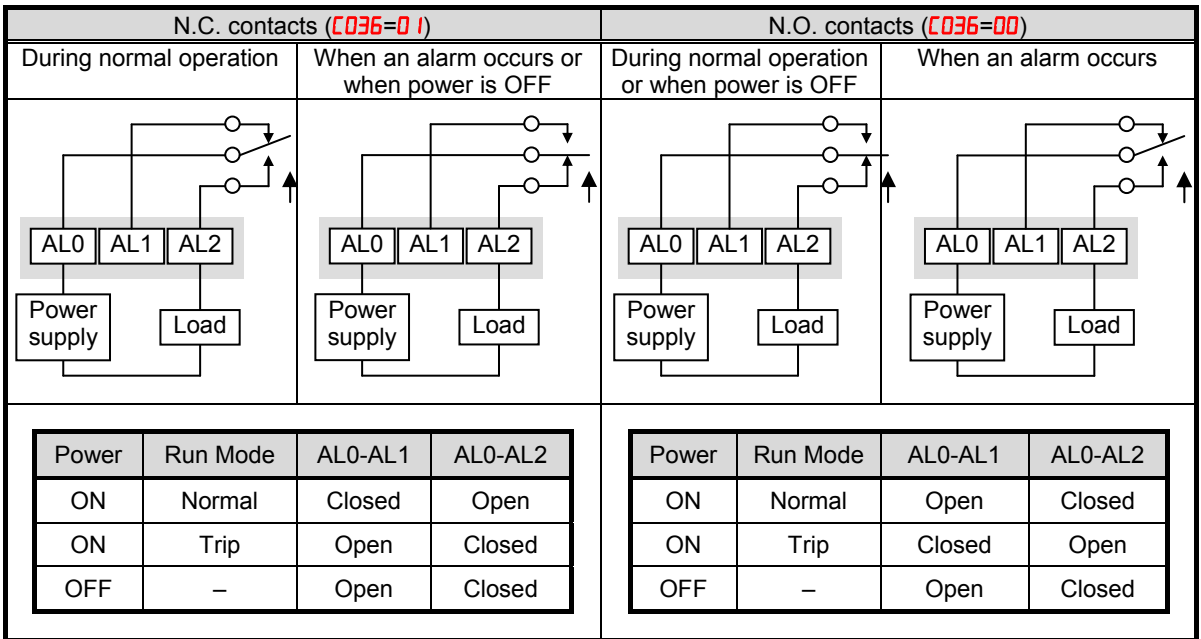 N.C. contacts (C036=01)
N.O. contacts (C036=00)
During normal operation
When an alarm occurs or
when power is OFF
During normal operation
or when power is OFF
When an alarm occurs
AL0 AL1 AL2
Power
supply
Load
AL0 AL1 AL2
Power
supply
Load
AL0 AL1 AL2
Power
supply
Load
AL0 AL1 AL2
Power
supply
Load
Power Run Mode AL0-AL1 AL0-AL2
ON Normal Closed Open
ON Trip Open Closed
OFF – Open Closed
Power Run Mode AL0-AL1 AL0-AL2
ON Normal Open Closed
ON Trip Closed Open
OFF – Open Closed